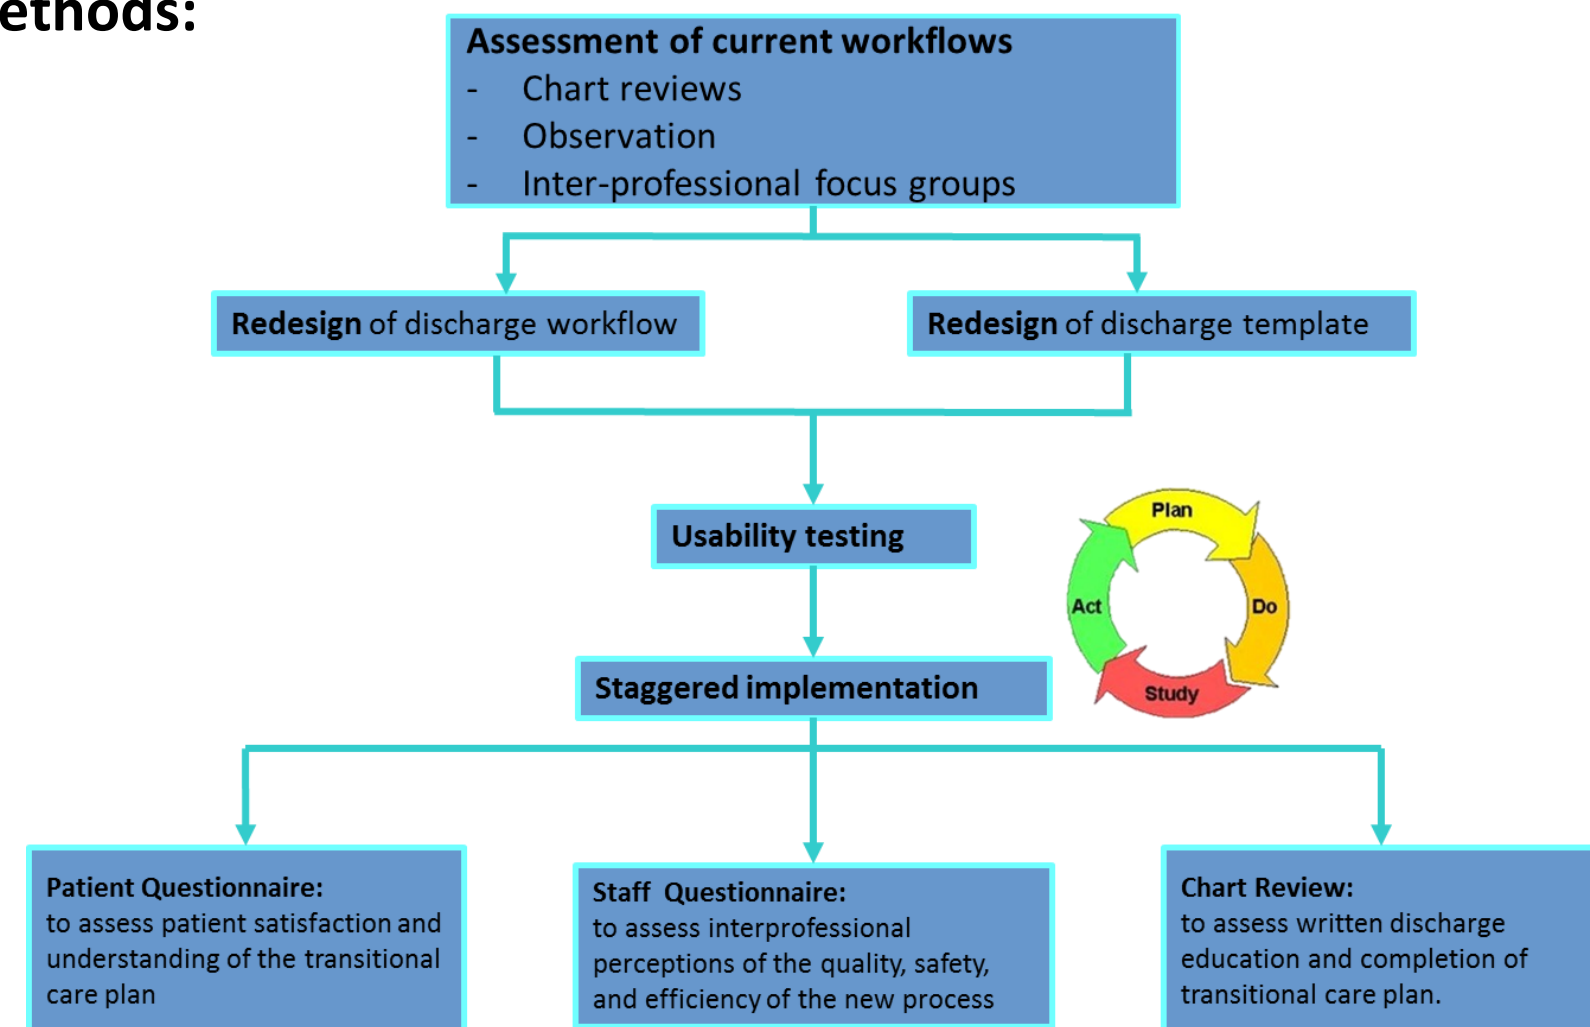 ethods:
Assessment of current workflows
- Chart reviews
- Observation
- Inter-professional focus groups
Redesign of discharge workflow
Redesign of discharge template
Usability testing
Plan
Do
Study
Act
Staggered implementation
Patient Questionnaire:
to assess patient satisfaction and
understanding of the transitional
care plan
Staff Questionnaire:
to assess interprofessional
perceptions of the quality, safety,
and efficiency of the new process
Chart Review:
to assess written discharge
education and completion of
transitional care plan.